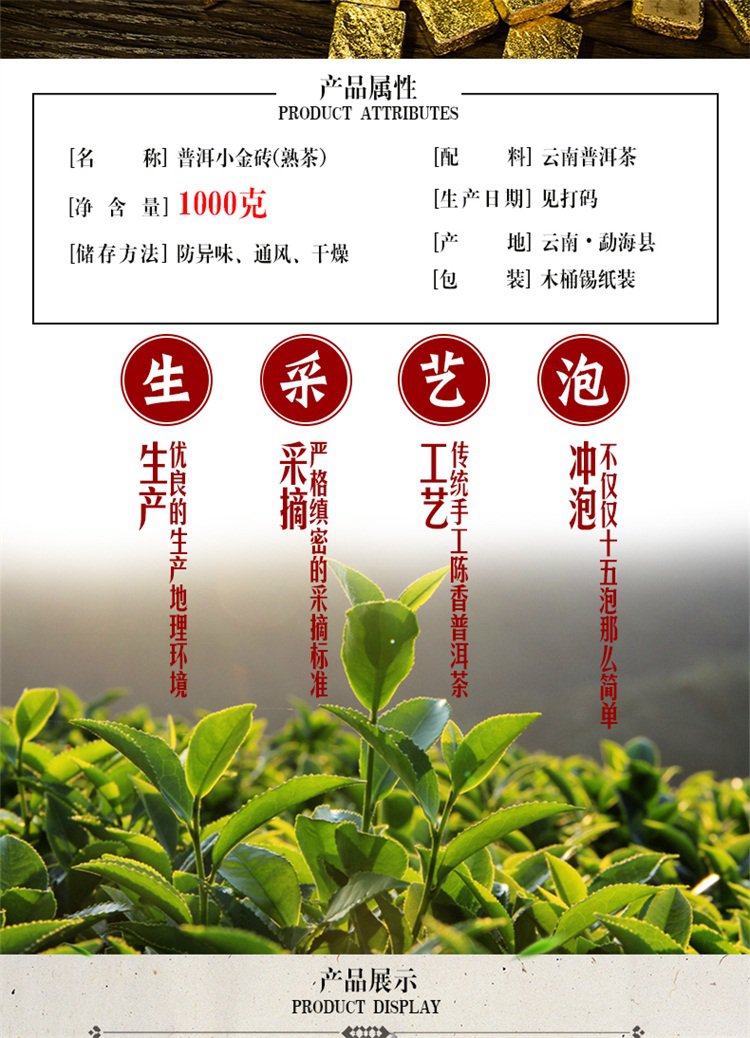 产品属性
PRODUCT ATTRIBUTES
[名 称] 普洱小金砖(熟茶)
[净 含 量] 1000克
[储存方法] 防异味、通风、干燥
[配 料] 云南普洱茶
[生产日期] 见打码
[产 地] 云南·勐海县
[包 装] 木桶锡纸装
生
生产
优良的生产地理环境
采
采摘
严格缜密的采摘标准
艺
工艺
传统手工陈香普洱茶
泡
冲泡
不仅仅十五泡那么简单
产品展示
PRODUCT DISPLAY